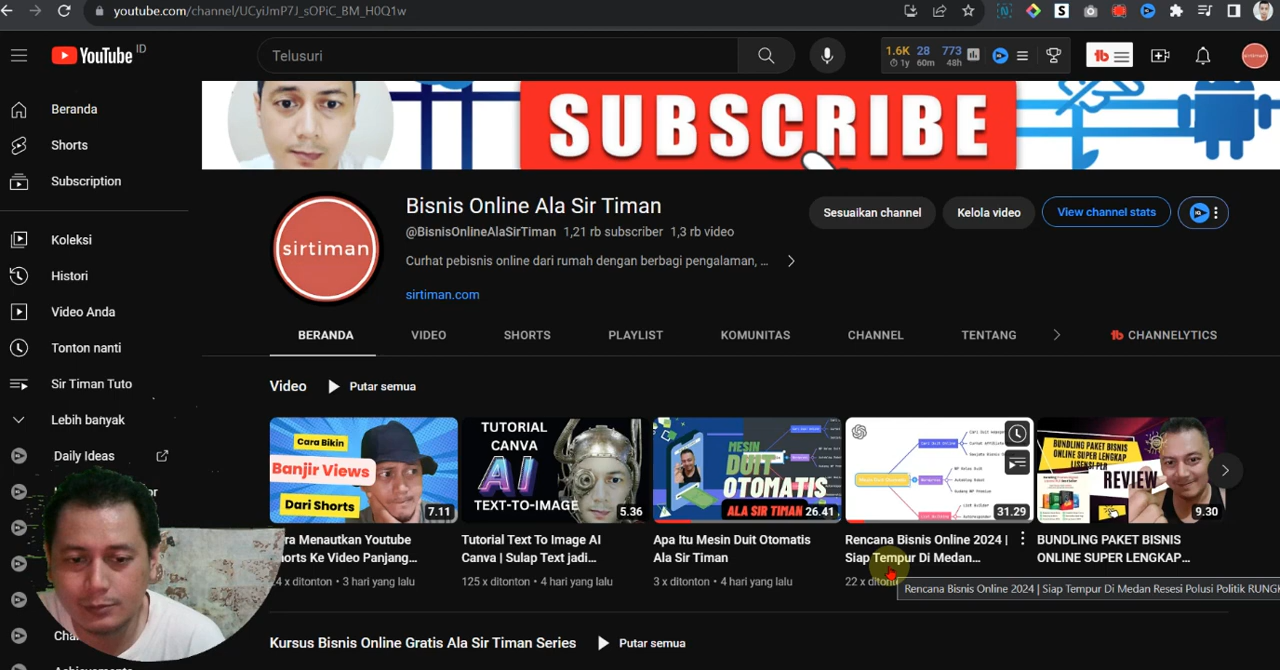 youtube.com/channel/UCyiJmP7J_sOPiC_BM_H0Q1w
YouTube ID
Telusuri
1.6K 28 773
1y 60m 48h
tb
sirtiman
Beranda
Shorts
Subscription
Koleksi
Histori
Video Anda
Tonton nanti
Sir Timan Tuto
Lebih banyak
Daily Ideas
SUBSCRIBE
sirtiman
Bisnis Online Ala Sir Timan
@BisnisOnlineAlaSirTiman 1,21 rb subscriber 1,3 rb video
Curhat pebisnis online dari rumah dengan berbagi pengalaman, ...
sirtiman.com
Sesuaikan channel
Kelola video
View channel stats
BERANDA VIDEO SHORTS PLAYLIST KOMUNITAS CHANNEL TENTANG tb CHANNELYTICS
Video Putar semua
Cara Bikin
Banjir Views
Dari Shorts
7.11
TUTORIAL
CANVA
AI
TEXT-TO-IMAGE
5.36
MESIN
DUIT
OTOMATIS
ALA SIR TIMAN
26.41
31.29
BUNDLING PAKET BISNIS
ONLINE SUPER LENGKAP
LISENSI PLR
REVIEW
9.30
ra Menautkan Youtube
orts Ke Video Panjang...
4 x ditonton • 3 hari yang lalu
Tutorial Text To Image AI
Canva | Sulap Text jadi...
125 x ditonton • 4 hari yang lalu
Apa Itu Mesin Duit Otomatis
Ala Sir Timan
3 x ditonton • 4 hari yang lalu
Rencana Bisnis Online 2024 |
Siap Tempur Di Medan...
22 x diton
BUNDLING PAKET BISNIS
ONLINE SUPER LENGKAP...
Rencana Bisnis Online 2024 | Siap Tempur Di Medan Resesi Polusi Politik RUNGK
Kursus Bisnis Online Gratis Ala Sir Timan Series Putar semua